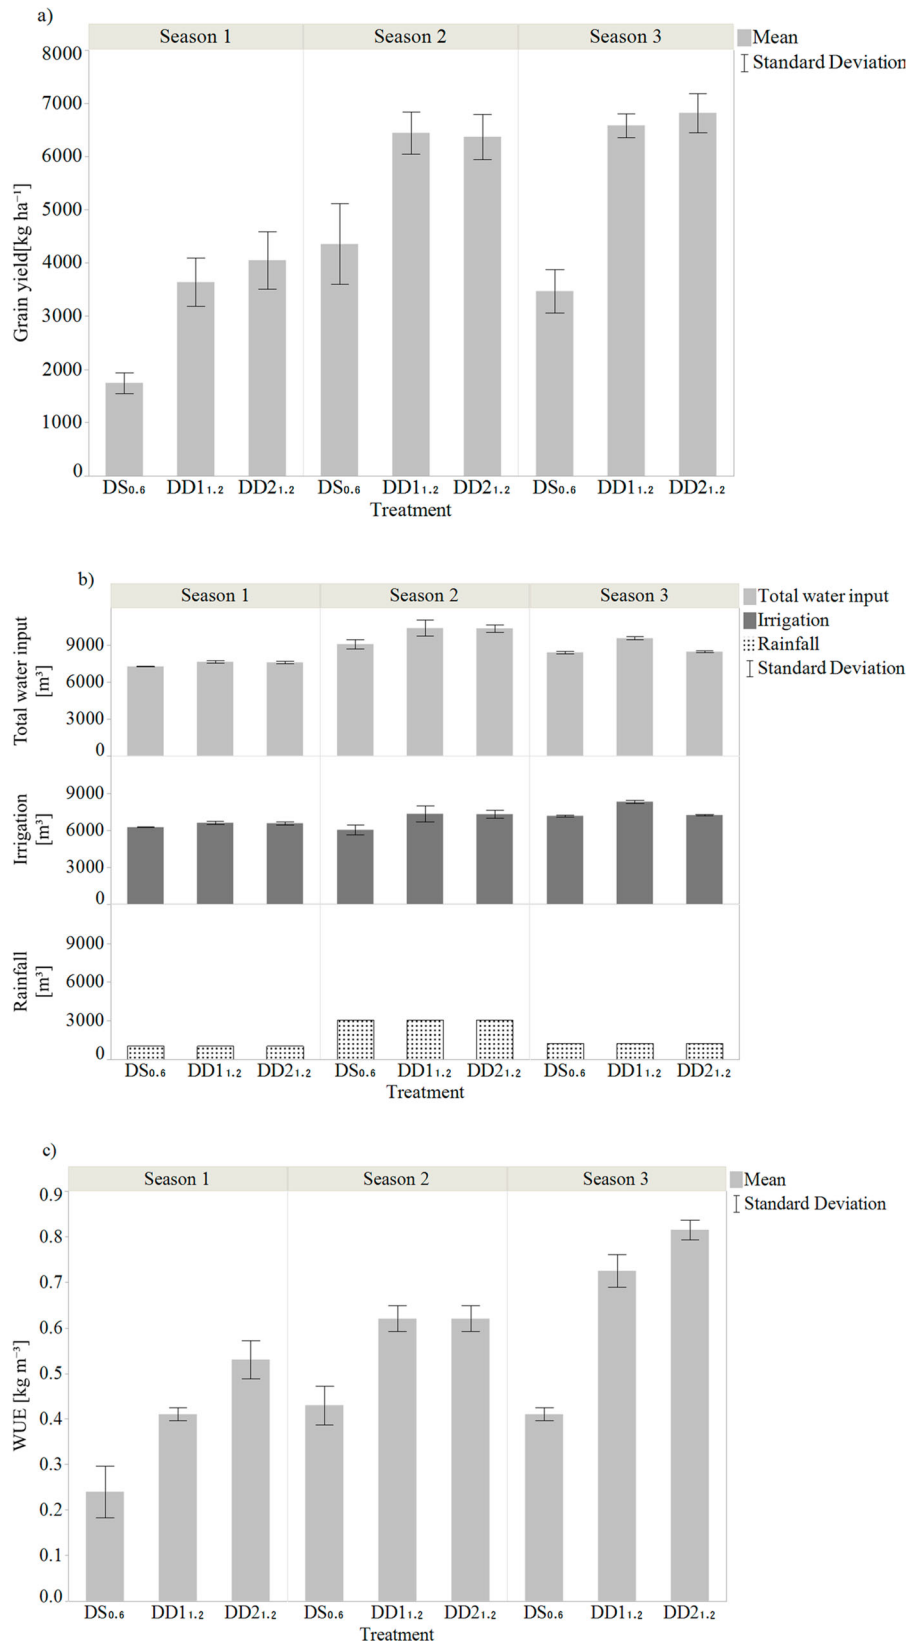 a)
Season 1 Season 2 Season 3
Mean
Standard Deviation
Grain yield[kg ha⁻¹]
8000
7000
6000
5000
4000
3000
2000
1000
0
DS₀.₆ DD1₁.₂ DD2₁.₂ DS₀.₆ DD1₁.₂ DD2₁.₂ DS₀.₆ DD1₁.₂ DD2₁.₂
Treatment
b)
Season 1 Season 2 Season 3
Total water input
Irrigation
Rainfall
Standard Deviation
Total water input
[m³]
9000
6000
3000
0
Irrigation
[m³]
9000
6000
3000
0
Rainfall
[m³]
9000
6000
3000
0
DS₀.₆ DD1₁.₂ DD2₁.₂ DS₀.₆ DD1₁.₂ DD2₁.₂ DS₀.₆ DD1₁.₂ DD2₁.₂
Treatment
c)
Season 1 Season 2 Season 3
Mean
Standard Deviation
WUE [kg m⁻³]
0.9
0.8
0.7
0.6
0.5
0.4
0.3
0.2
0.1
0.0
DS₀.₆ DD1₁.₂ DD2₁.₂ DS₀.₆ DD1₁.₂ DD2₁.₂ DS₀.₆ DD1₁.₂ DD2₁.₂
Treatment